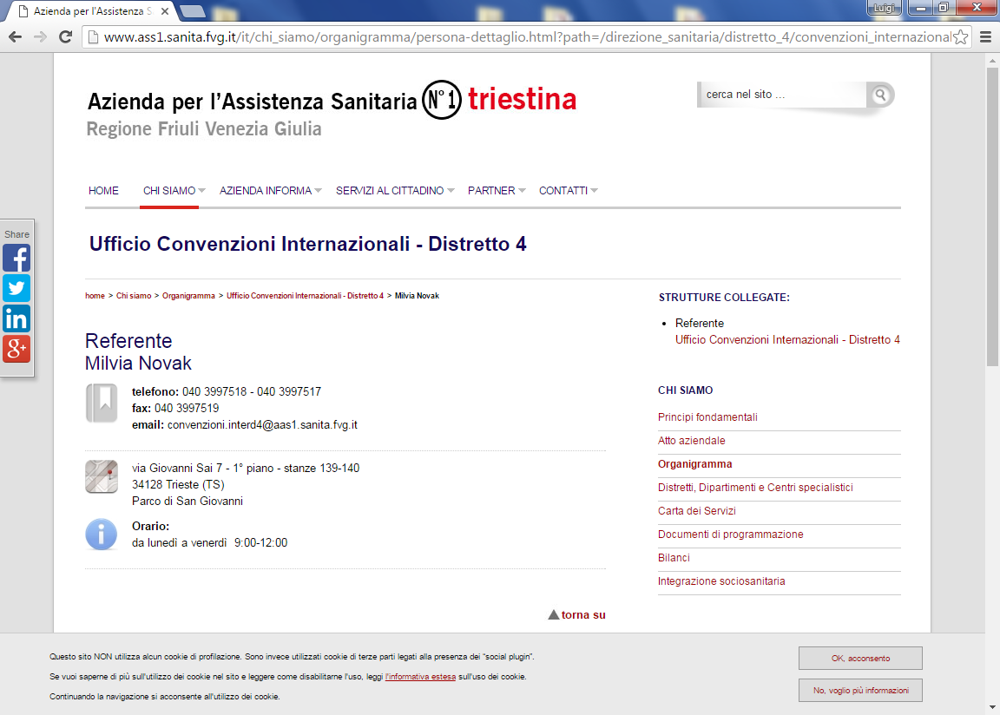 Azienda per l'Assistenza S
Luigi
www.ass1.sanita.fvg.it/it/chi_siamo/organigramma/persona-dettaglio.html?path=/direzione_sanitaria/distretto_4/convenzioni_internazional
Azienda per l'Assistenza Sanitaria N° 1 triestina
Regione Friuli Venezia Giulia
cerca nel sito ...
HOME CHI SIAMO AZIENDA INFORMA SERVIZI AL CITTADINO PARTNER CONTATTI
Share
Ufficio Convenzioni Internazionali - Distretto 4
home > Chi siamo > Organigramma > Ufficio Convenzioni Internazionali - Distretto 4 > Milvia Novak
Referente
Milvia Novak
telefono: 040 3997518 - 040 3997517
fax: 040 3997519
email: convenzioni.interd4@aas1.sanita.fvg.it
via Giovanni Sai 7 - 1° piano - stanze 139-140
34128 Trieste (TS)
Parco di San Giovanni
Orario:
da lunedì a venerdì 9:00-12:00
torna su
STRUTTURE COLLEGATE:
Referente
Ufficio Convenzioni Internazionali - Distretto 4
CHI SIAMO
Principi fondamentali
Atto aziendale
Organigramma
Distretti, Dipartimenti e Centri specialistici
Carta dei Servizi
Documenti di programmazione
Bilanci
Integrazione sociosanitaria
Questo sito NON utilizza alcun cookie di profilazione. Sono invece utilizzati cookie di terze parti legati alla presenza dei "social plugin".
Se vuoi saperne di più sull'utilizzo dei cookie nel sito e leggere come disabilitarne l'uso, leggi l'informativa estesa sull'uso dei cookie.
Continuando la navigazione si acconsente all'utilizzo dei cookie.
OK, acconsento
No, voglio più informazioni